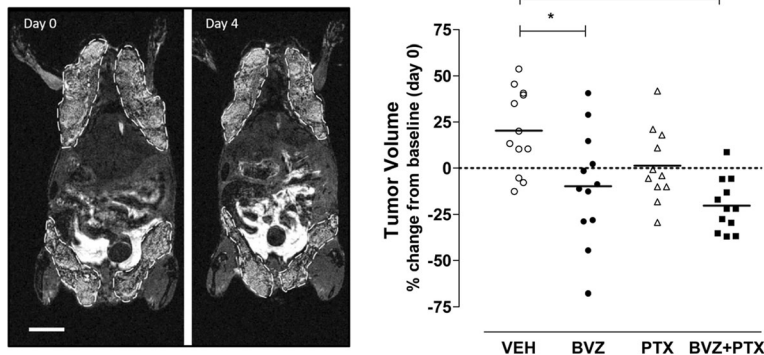 Day 0
Day 4
*
Tumor Volume
% change from baseline (day 0)
75
50
25
0
-25
-50
-75
VEH
BVZ
PTX
BVZ+PTX